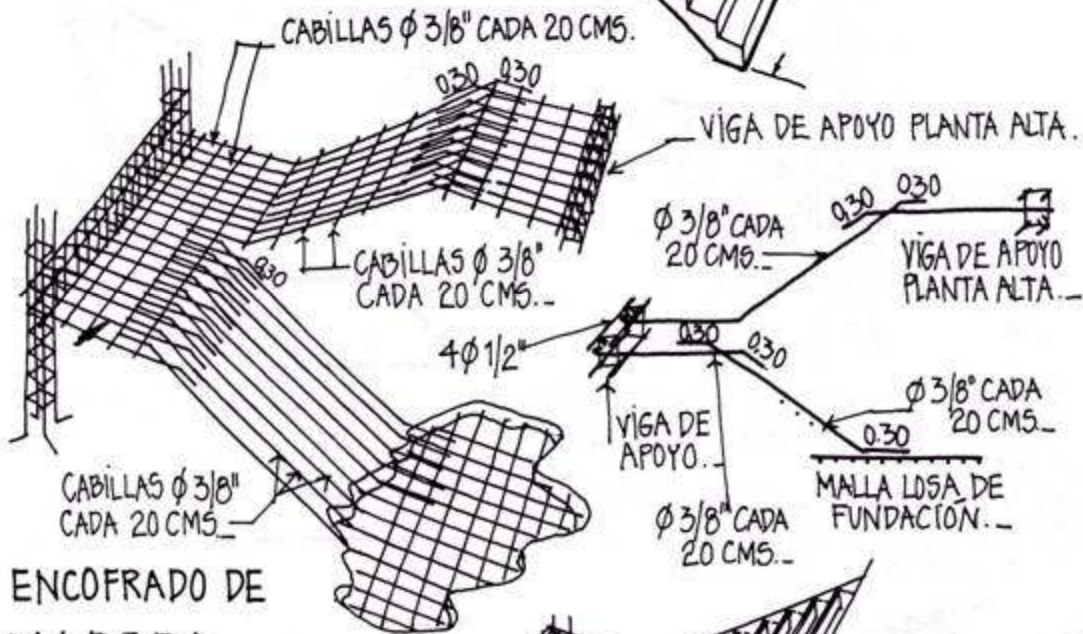 CABILLAS Ø 3/8" CADA 20 CMS.
0.30 0.30
VIGA DE APOYO PLANTA ALTA.
0.30 0.30
Ø 3/8" CADA
20 CMS._
VIGA DE APOYO
PLANTA ALTA._
0.30
CABILLAS Ø 3/8"
CADA 20 CMS._
4Ø 1/2"
0.30
0.30
VIGA DE
APOYO._
Ø 3/8" CADA
20 CMS._
0.30
MALLA LOSA DE
FUNDACIÓN._
CABILLAS Ø 3/8"
CADA 20 CMS._
Ø 3/8" CADA
20 CMS._
ENCOFRADO DE